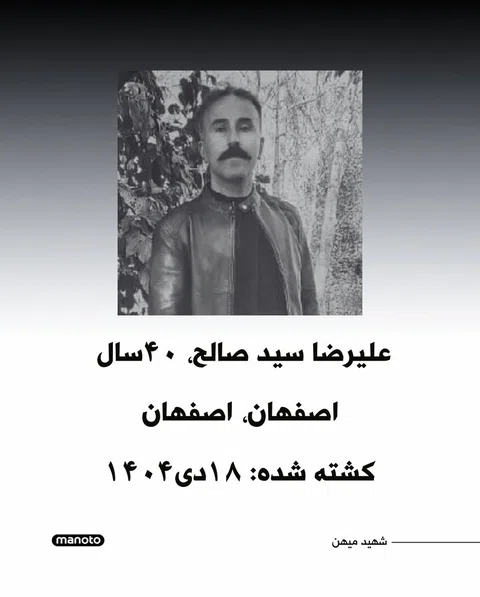 علیرضا سید صالح، ۴۰سال
اصفهان، اصفهان
کشته شده: ۱۸دی۱۴۰۴
شهید میهن
manoto